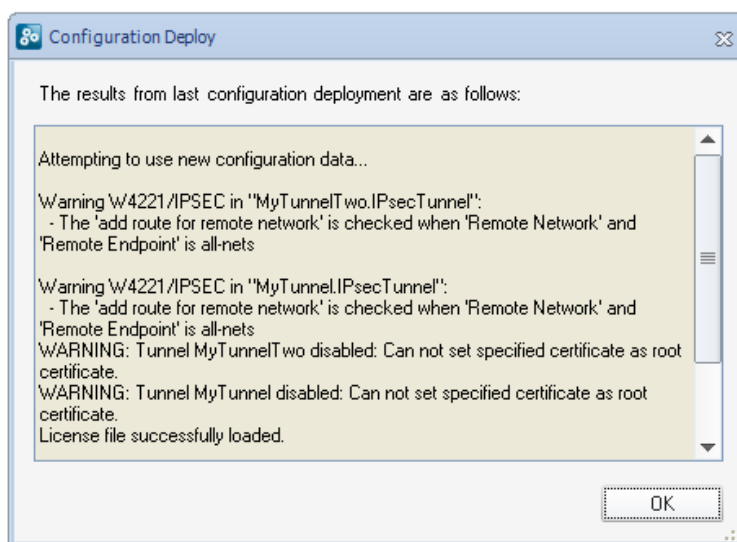 Configuration Deploy
The results from last configuration deployment are as follows:
Attempting to use new configuration data...
Warning W4221/IPSEC in "MyTunnelTwo.IPsecTunnel":
- The 'add route for remote network' is checked when 'Remote Network' and
'Remote Endpoint' is all-nets
Warning W4221/IPSEC in "MyTunnel.IPsecTunnel":
- The 'add route for remote network' is checked when 'Remote Network' and
'Remote Endpoint' is all-nets
WARNING: Tunnel MyTunnelTwo disabled: Can not set specified certificate as root
certificate.
WARNING: Tunnel MyTunnel disabled: Can not set specified certificate as root
certificate.
License file successfully loaded.
OK